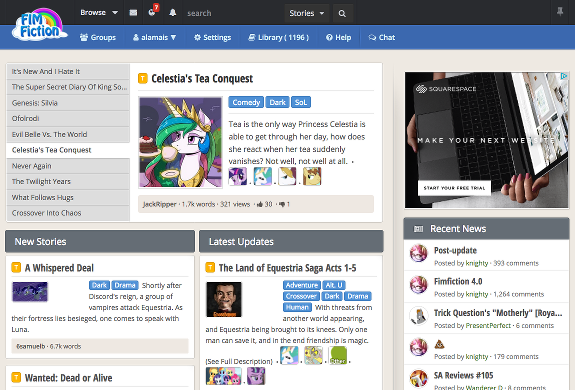 FIM
Fiction
Browse
7
search
Stories
Groups
alamais
Settings
Library ( 1196 )
Help
Chat
It's New And I Hate It
The Super Secret Diary Of King So...
Genesis: Silvia
Ofolrodi
Evil Belle Vs. The World
Celestia's Tea Conquest
Never Again
The Twilight Years
What Follows Hugs
Crossover Into Chaos
T Celestia's Tea Conquest
Comedy Dark SoL
Tea is the only way Princess Celestia is
able to get through her day, how does
she react when her tea suddenly
vanishes? Not well, not well at all. •
JackRipper · 1.7k words · 321 views · 30 · 1
SQUARESPACE
MAKE YOUR NEXT WEBSITE
START YOUR FREE TRIAL
New Stories
T A Whispered Deal
Dark Drama Shortly after
Discord's reign, a group of
vampires attack Equestria. As
their fortress lies besieged, one comes to speak with
Luna.
6samuelb · 6.7k words
T Wanted: Dead or Alive
Latest Updates
T The Land of Equestria Saga Acts 1-5
Adventure Alt. U
Crossover Dark Drama
Human With threats from
another world appearing,
and Equestria being brought to its knees. Only one
man can save it, and in the end friendship is magic.
(See Full Description) •
Recent News
Post-update
Posted by knighty · 393 comments
Fimfiction 4.0
Posted by knighty · 1,264 comments
Trick Question's "Motherly" [Roya...
Posted by PresentPerfect · 6 comments
Posted by knighty · 179 comments
SA Reviews #105
Posted by Wanderer D · 8 comments